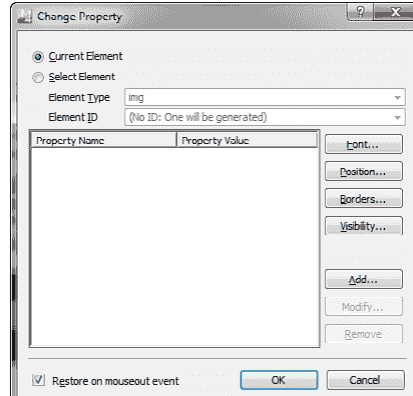 Change Property
?
X
Current Element
Select Element
Element Type img
Element ID (No ID: One will be generated)
Property Name Property Value
Font...
Position...
Borders...
Visibility...
Add...
Modify...
Remove
Restore on mouseout event OK Cancel